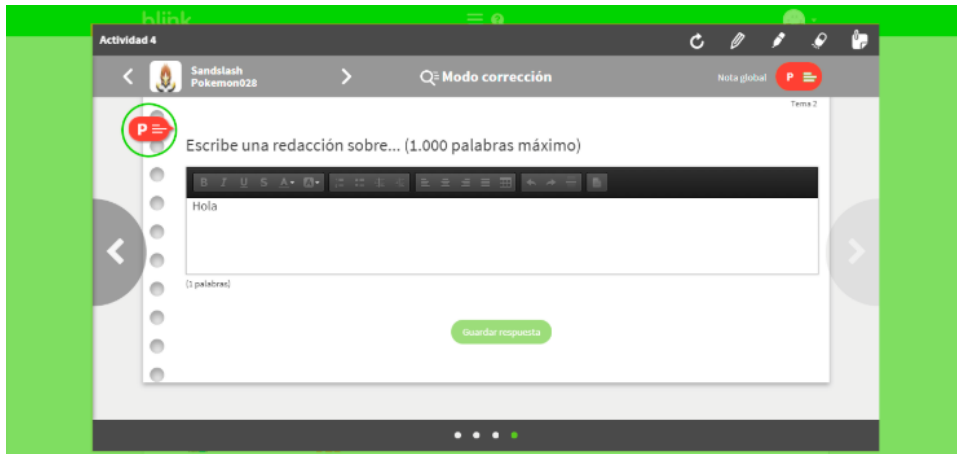 blink
Actividad 4
Sandslash
Pokemon028
Modo corrección
Nota global
P
Tema 2
P
Escribe una redacción sobre... (1.000 palabras máximo)
B I U S A A
Hola
(1 palabras)
Guardar respuesta